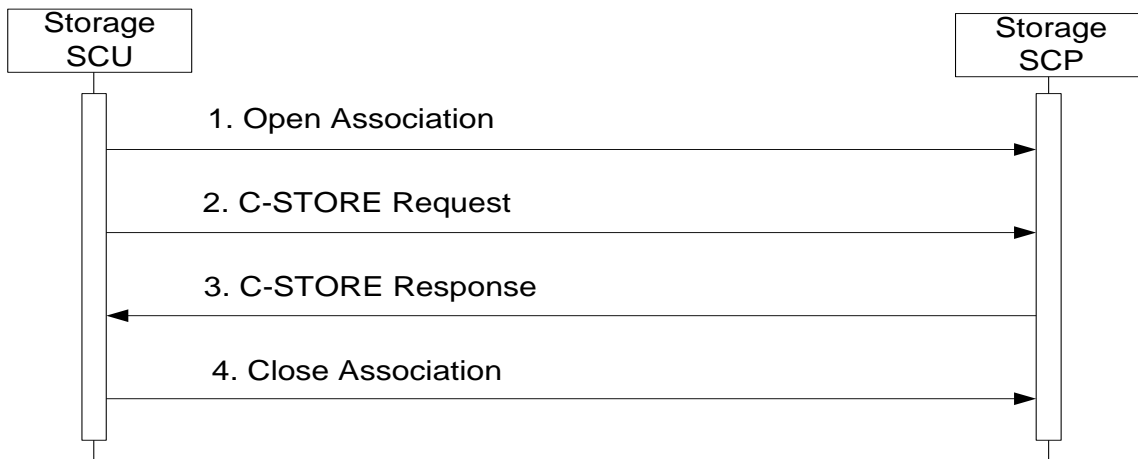 Storage
SCU
Storage
SCP
1. Open Association
2. C-STORE Request
3. C-STORE Response
4. Close Association